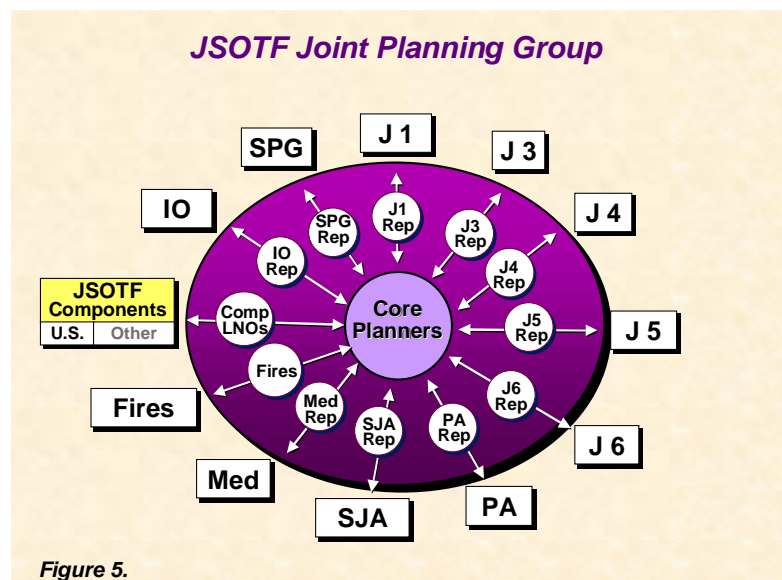 JSOTF Joint Planning Group
J 1
SPG
J 3
IO
J 4
SPG
Rep
J1
Rep
J3
Rep
IO
Rep
J4
Rep
JSOTF
Components
U.S. Other
Comp
LNOs
Core
Planners
J5
Rep
J 5
Fires
Fires
Med
Rep
SJA
Rep
PA
Rep
J6
Rep
J 6
Med
SJA
PA
Figure 5.